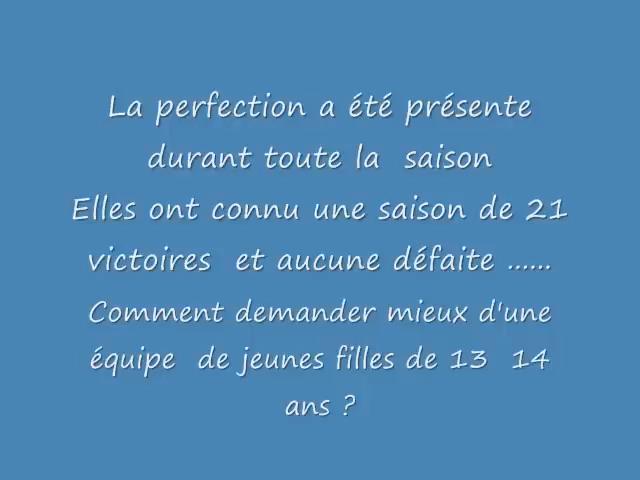 La perfection a été présente
durant toute la saison
Elles ont connu une saison de 21
victoires et aucune défaite ......
Comment demander mieux d'une
équipe de jeunes filles de 13 14
ans ?